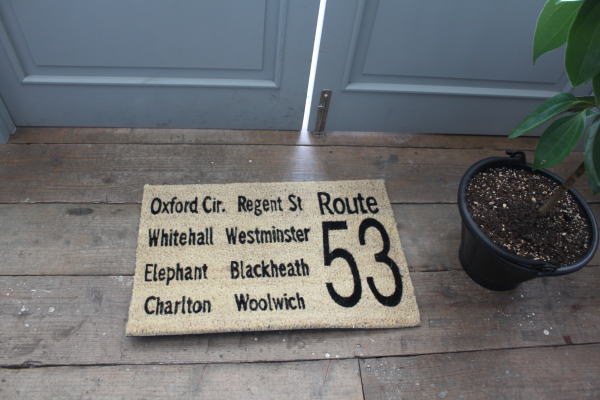 Oxford Cir. Regent St Route
Whitehall Westminster 53
Elephant Blackheath
Charlton Woolwich